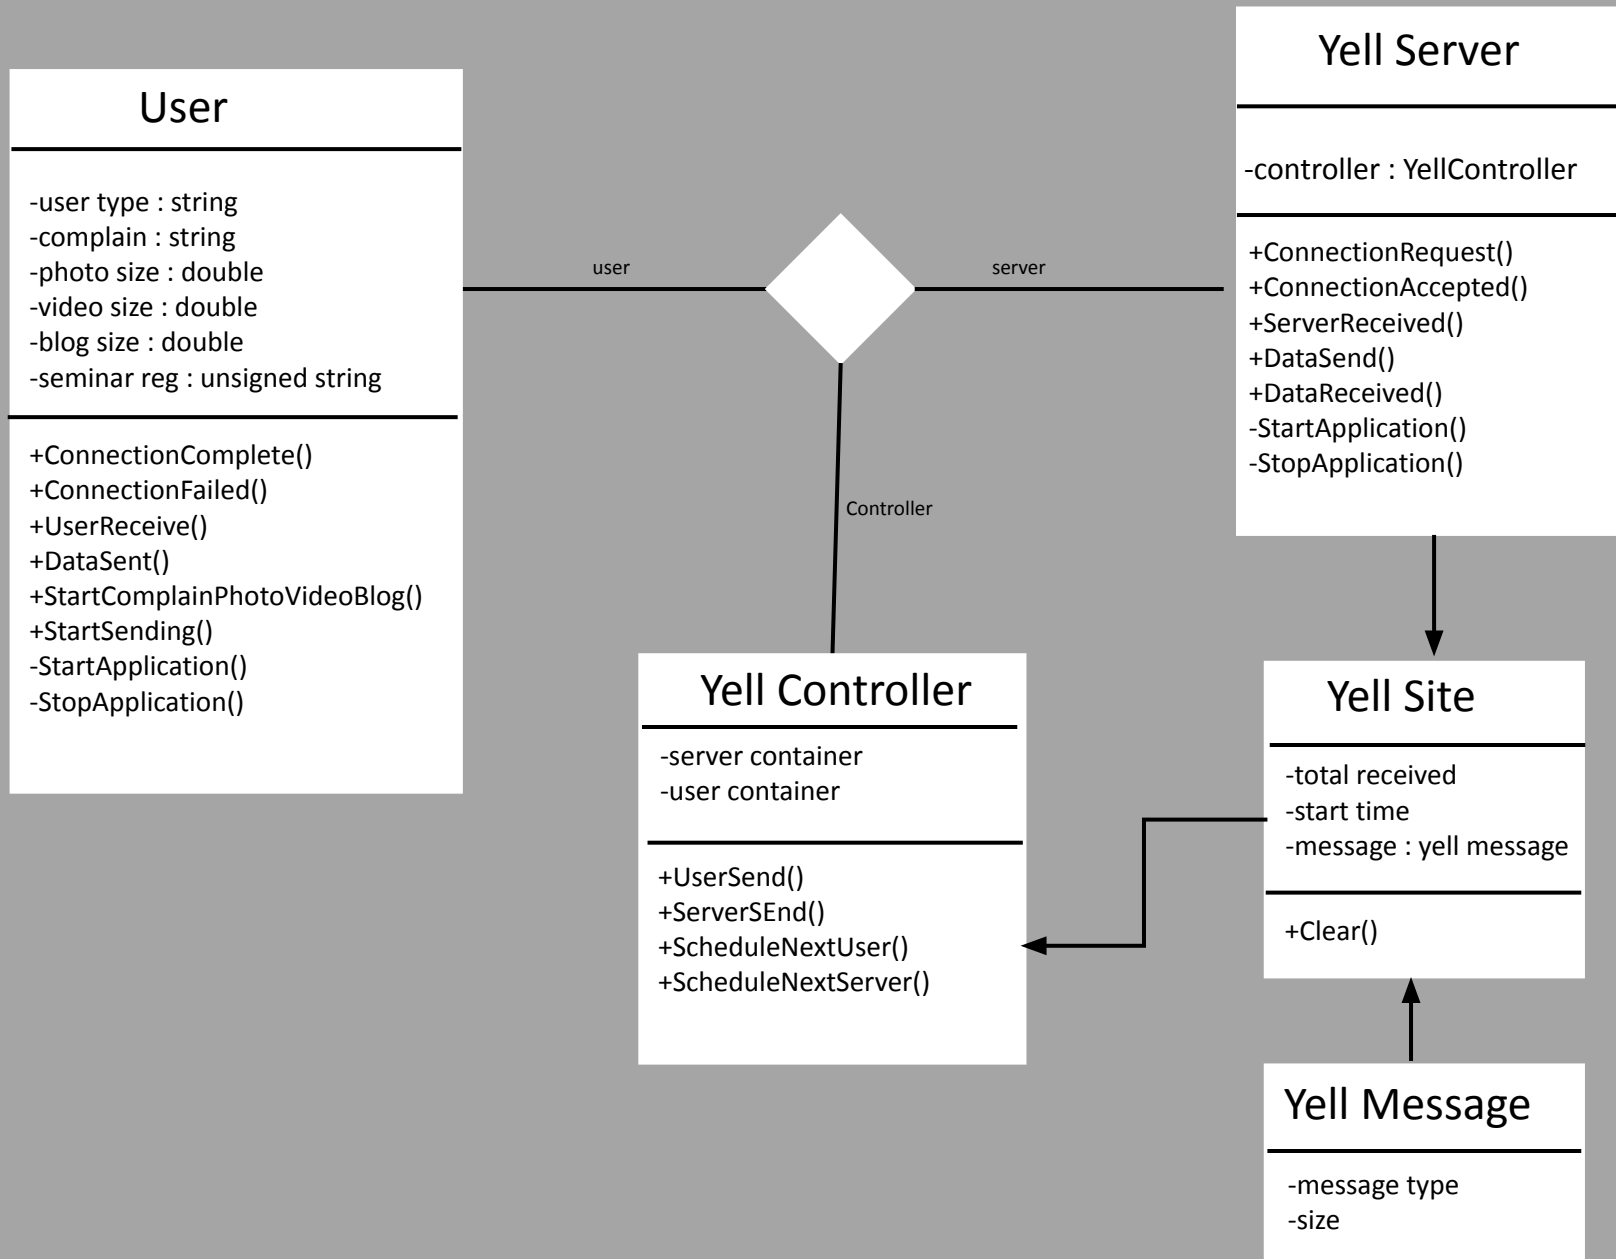 User
-user type : string
-complain : string
-photo size : double
-video size : double
-blog size : double
-seminar reg : unsigned string
+ConnectionComplete()
+ConnectionFailed()
+UserReceive()
+DataSent()
+StartComplainPhotoVideoBlog()
+StartSending()
-StartApplication()
-StopApplication()
user
server
Controller
Yell Server
-controller : YellController
+ConnectionRequest()
+ConnectionAccepted()
+ServerReceived()
+DataSend()
+DataReceived()
-StartApplication()
-StopApplication()
Yell Controller
-server container
-user container
+UserSend()
+ServerSEnd()
+ScheduleNextUser()
+ScheduleNextServer()
Yell Site
-total received
-start time
-message : yell message
+Clear()
Yell Message
-message type
-size